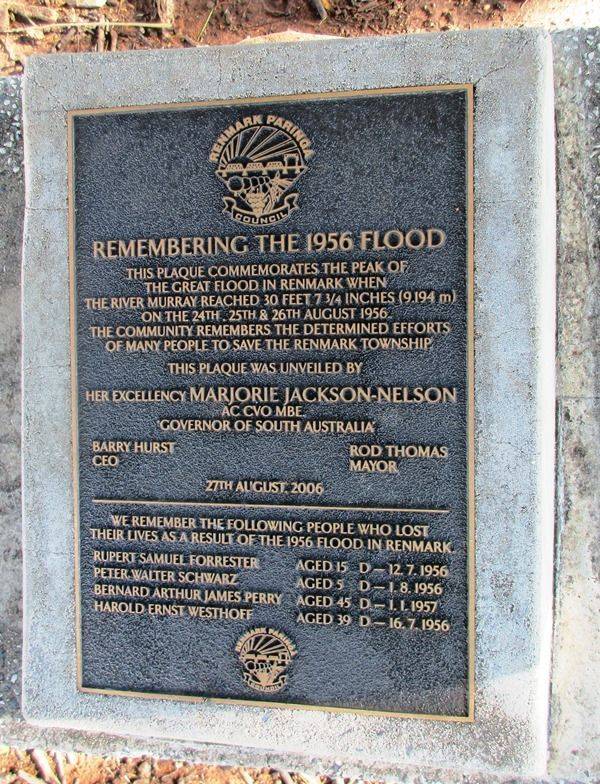 RENMARK PARINGA
COUNCIL
REMEMBERING THE 1956 FLOOD
THIS PLAQUE COMMEMORATES THE PEAK OF
THE GREAT FLOOD IN RENMARK WHEN
THE RIVER MURRAY REACHED 30 FEET 7 3/4 INCHES (9.194 m)
ON THE 24TH, 25TH & 26TH AUGUST 1956.
THE COMMUNITY REMEMBERS THE DETERMINED EFFORTS
OF MANY PEOPLE TO SAVE THE RENMARK TOWNSHIP.
THIS PLAQUE WAS UNVEILED BY
HER EXCELLENCY MARJORIE JACKSON-NELSON
AC CVO MBE
GOVERNOR OF SOUTH AUSTRALIA
BARRY HURST ROD THOMAS
CEO MAYOR
27TH AUGUST, 2006
WE REMEMBER THE FOLLOWING PEOPLE WHO LOST
THEIR LIVES AS A RESULT OF THE 1956 FLOOD IN RENMARK
RUPERT SAMUEL FORRESTER AGED 15 D – 12. 7. 1956
PETER WALTER SCHWARZ AGED 5 D – 1. 8. 1956
BERNARD ARTHUR JAMES PERRY AGED 45 D – 1. 1. 1957
HAROLD ERNST WESTHOFF AGED 39 D – 16. 7. 1956
RENMARK PARINGA
COUNCIL